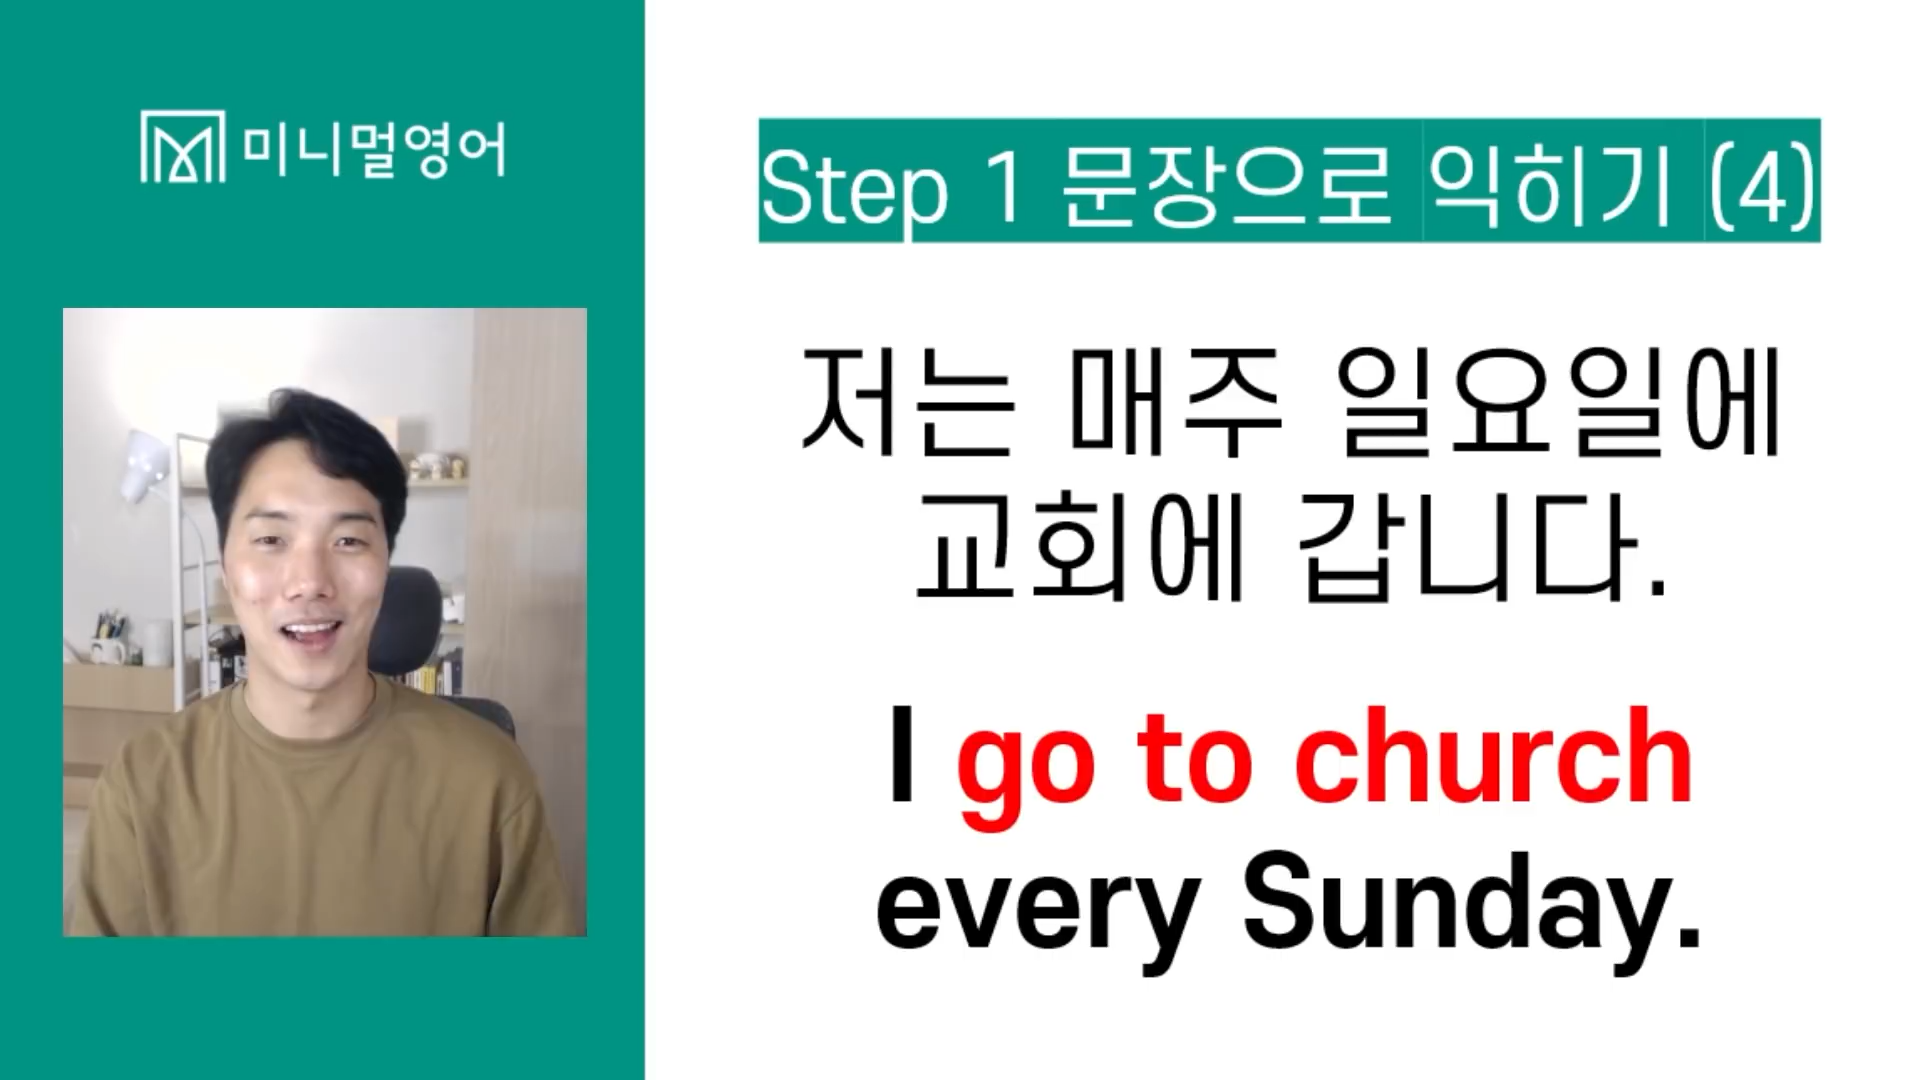 미니멀영어
Step 1 문장으로 익히기 (4)
저는 매주 일요일에
교회에 갑니다.
I go to church
every Sunday.